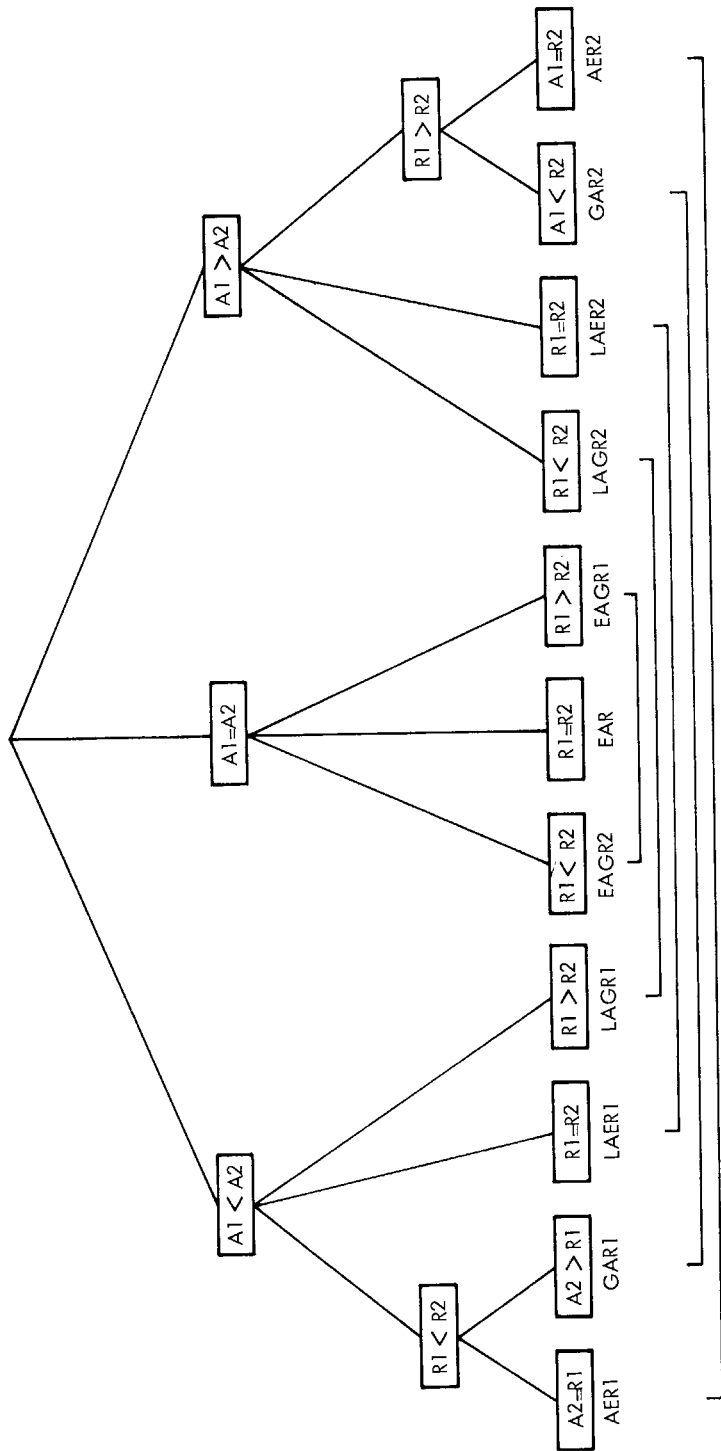 A1 < A2
A1=A2
A1 > A2
R1 < R2
R1 > R2
A2=R1
A2 > R1
R1=R2
R1 > R2
R1 < R2
R1=R2
R1 > R2
R1 < R2
R1=R2
A1 < R2
A1=R2
AER1
GAR1
LAER1
LAGR1
EAGR2
EAR
EAGR1
LAGR2
LAER2
GAR2
AER2